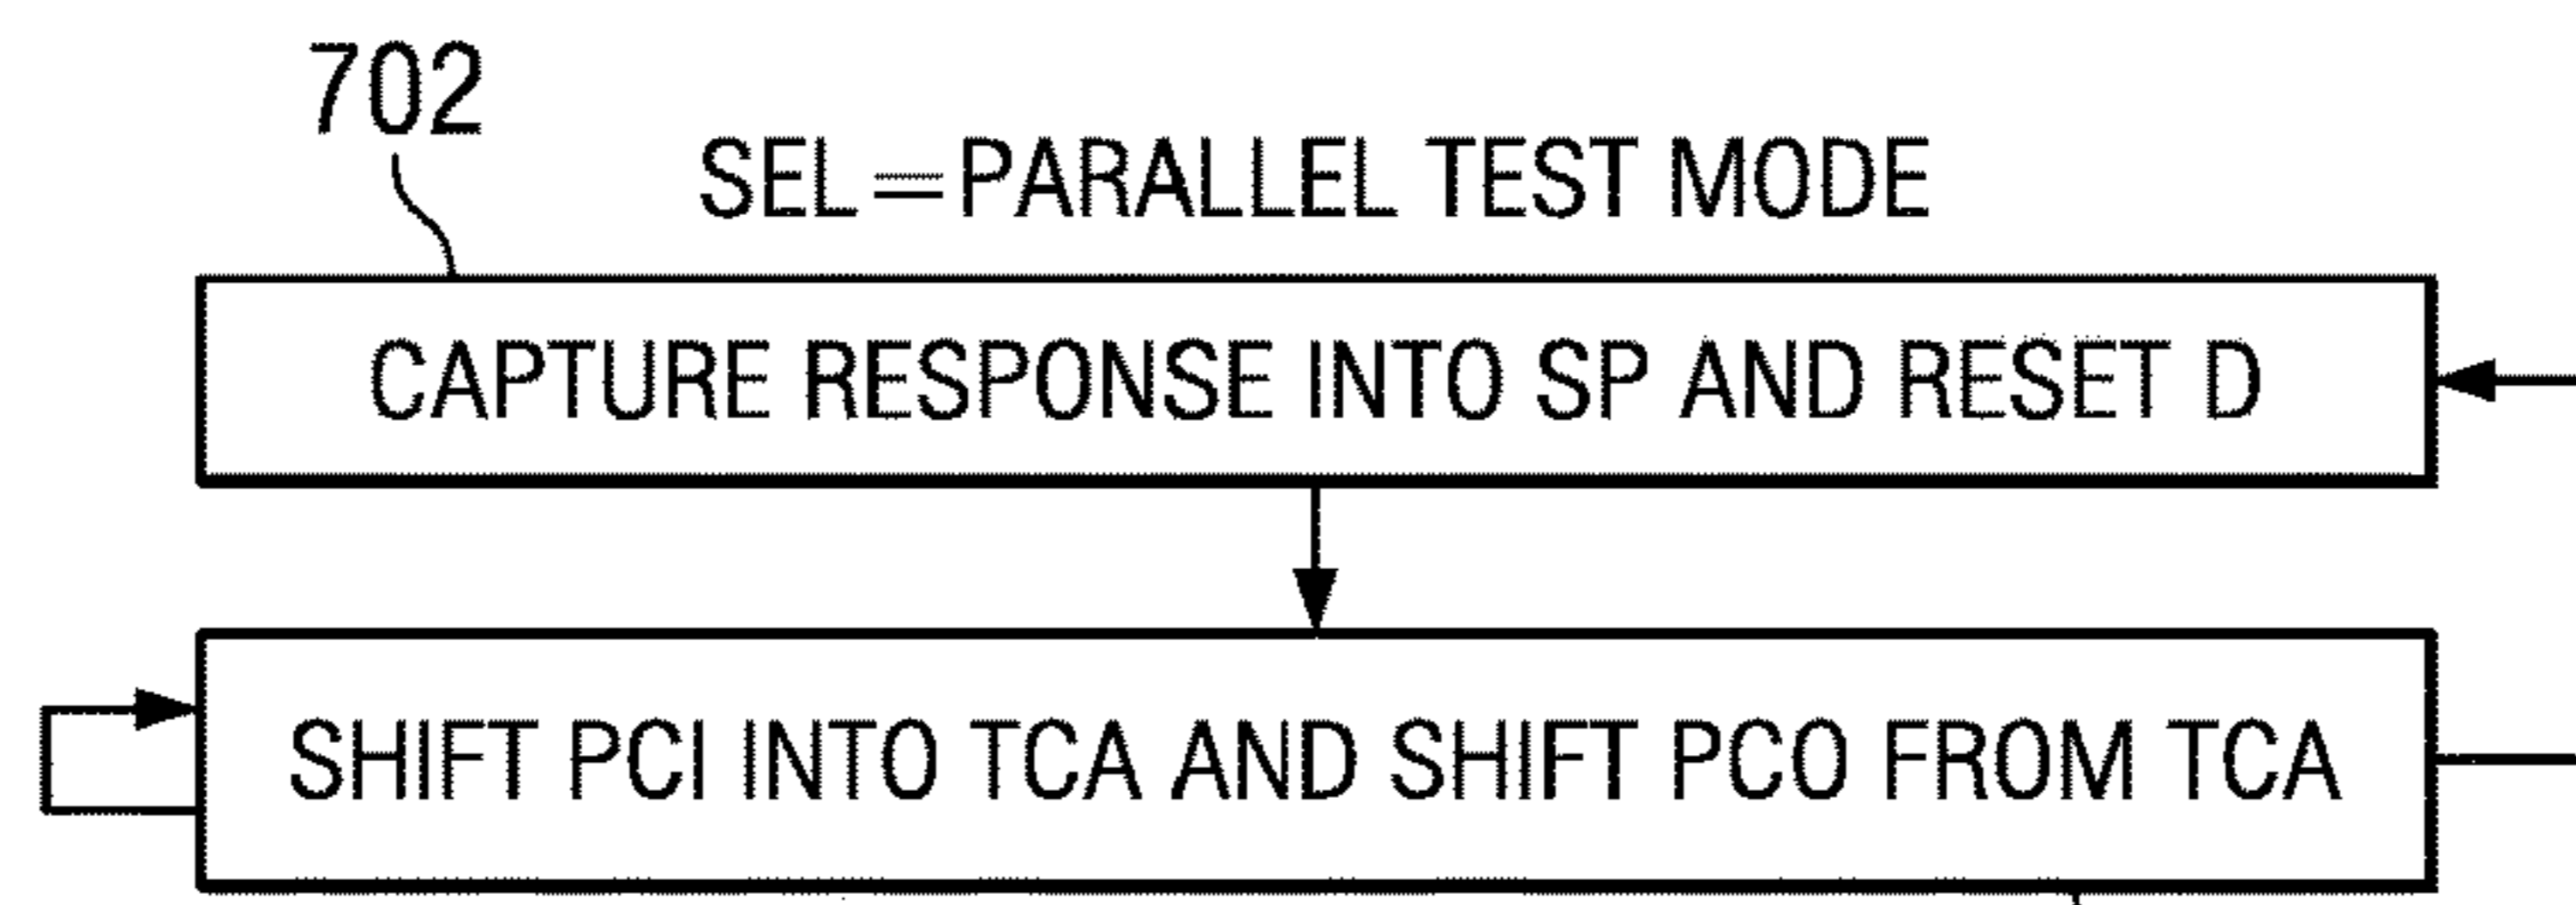 702
SEL=PARALLEL TEST MODE
CAPTURE RESPONSE INTO SP AND RESET D
SHIFT PCI INTO TCA AND SHIFT PCO FROM TCA